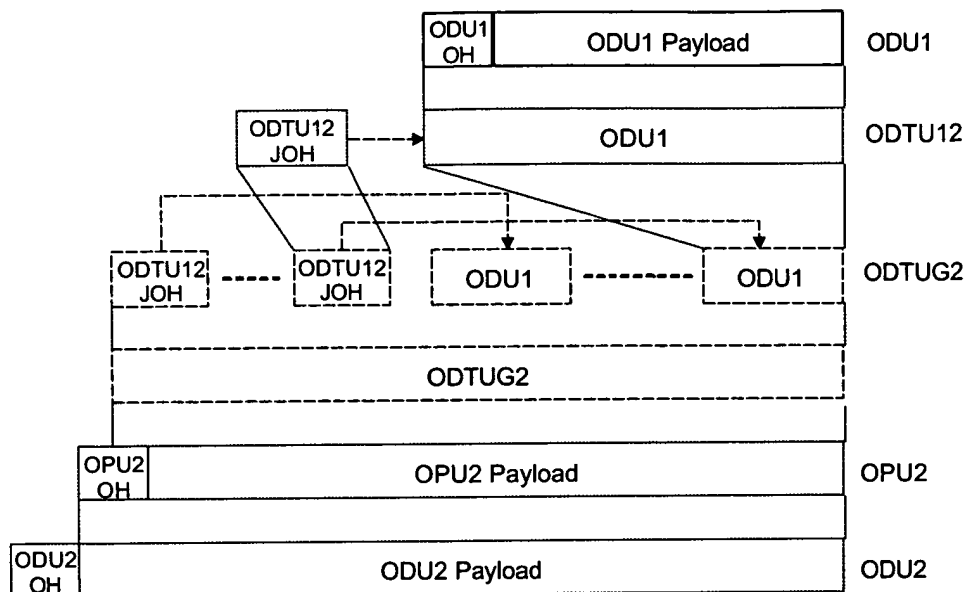 ODU1 OH ODU1 Payload ODU1
ODTU12 JOH ODU1 ODTU12
ODTU12 JOH ODTU12 JOH ODU1 ODU1 ODTUG2
ODTUG2
OPU2 OH OPU2 Payload OPU2
ODU2 OH ODU2 Payload ODU2